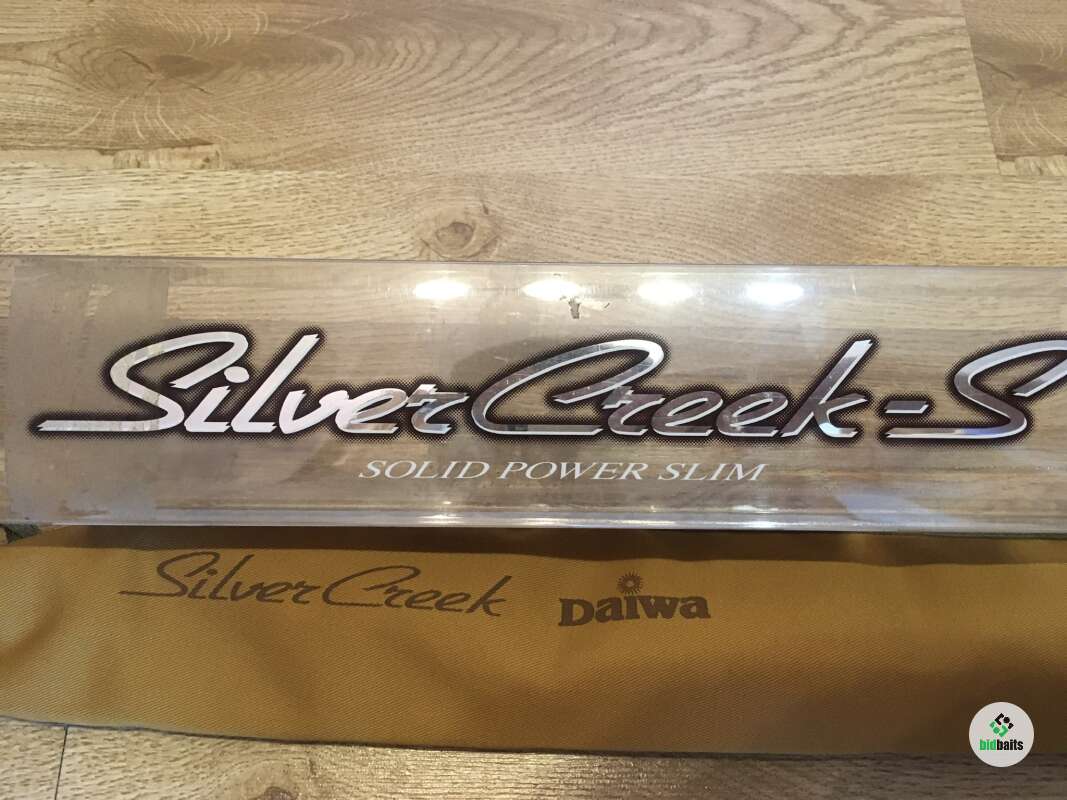 Silver Creek-S
SOLID POWER SLIM
Silver Creek Daiwa
bidbaits